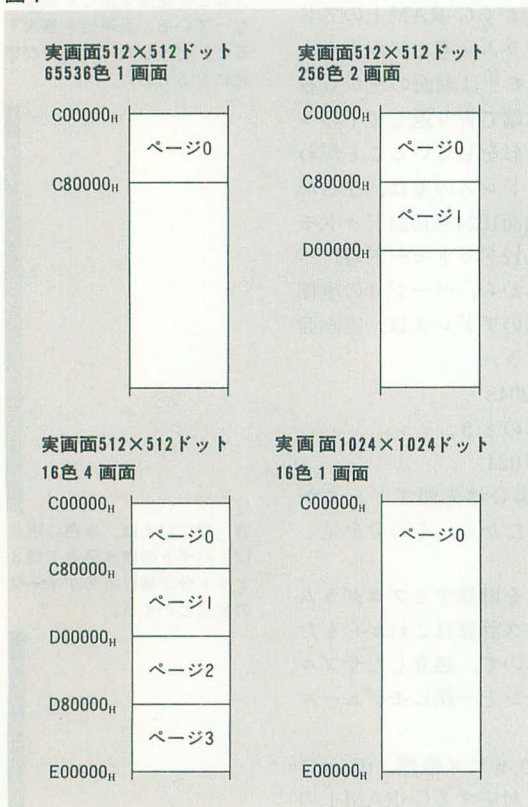 実画面512×512ドット
65536色 1 画面
C00000H
ページ0
C80000H
実画面512×512ドット
256色 2 画面
C00000H
ページ0
C80000H
ページ1
D00000H
実画面512×512ドット
16色 4 画面
C00000H
ページ0
C80000H
ページ1
D00000H
ページ2
D80000H
ページ3
E00000H
実画面1024×1024ドット
16色 1 画面
C00000H
ページ0
E00000H